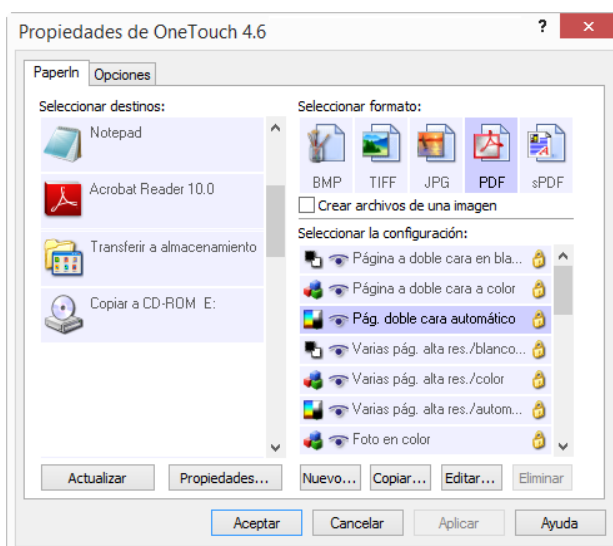 Propiedades de OneTouch 4.6
?
×
PaperIn
Opciones
Seleccionar destinos:
Notepad
Acrobat Reader 10.0
Transferir a almacenamiento
Copiar a CD-ROM E:
Actualizar
Propiedades...
Seleccionar formato:
BMP
TIFF
JPG
PDF
sPDF
Crear archivos de una imagen
Seleccionar la configuración:
Página a doble cara en bla...
Página a doble cara a color
Pág. doble cara automático
Varias pág. alta res./blanco...
Varias pág. alta res./color
Varias pág. alta res./autom...
Foto en color
Nuevo...
Copiar...
Editar...
Eliminar
Aceptar
Cancelar
Aplicar
Ayuda